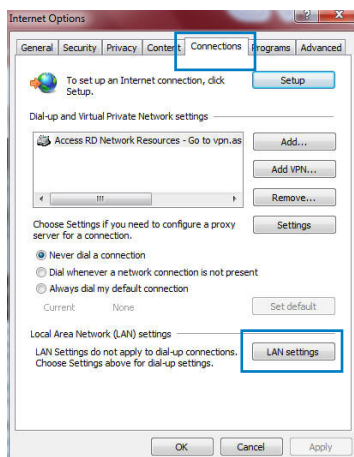 Internet Options
General Security Privacy Content Connections Programs Advanced
To set up an Internet connection, click
Setup.
Setup
Dial-up and Virtual Private Network settings
Access RD Network Resources - Go to vpn.as
Add...
Add VPN...
Remove...
Choose Settings if you need to configure a proxy
server for a connection.
Settings
Never dial a connection
Dial whenever a network connection is not present
Always dial my default connection
Current None
Set default
Local Area Network (LAN) settings
LAN Settings do not apply to dial-up connections.
Choose Settings above for dial-up settings.
LAN settings
OK Cancel Apply